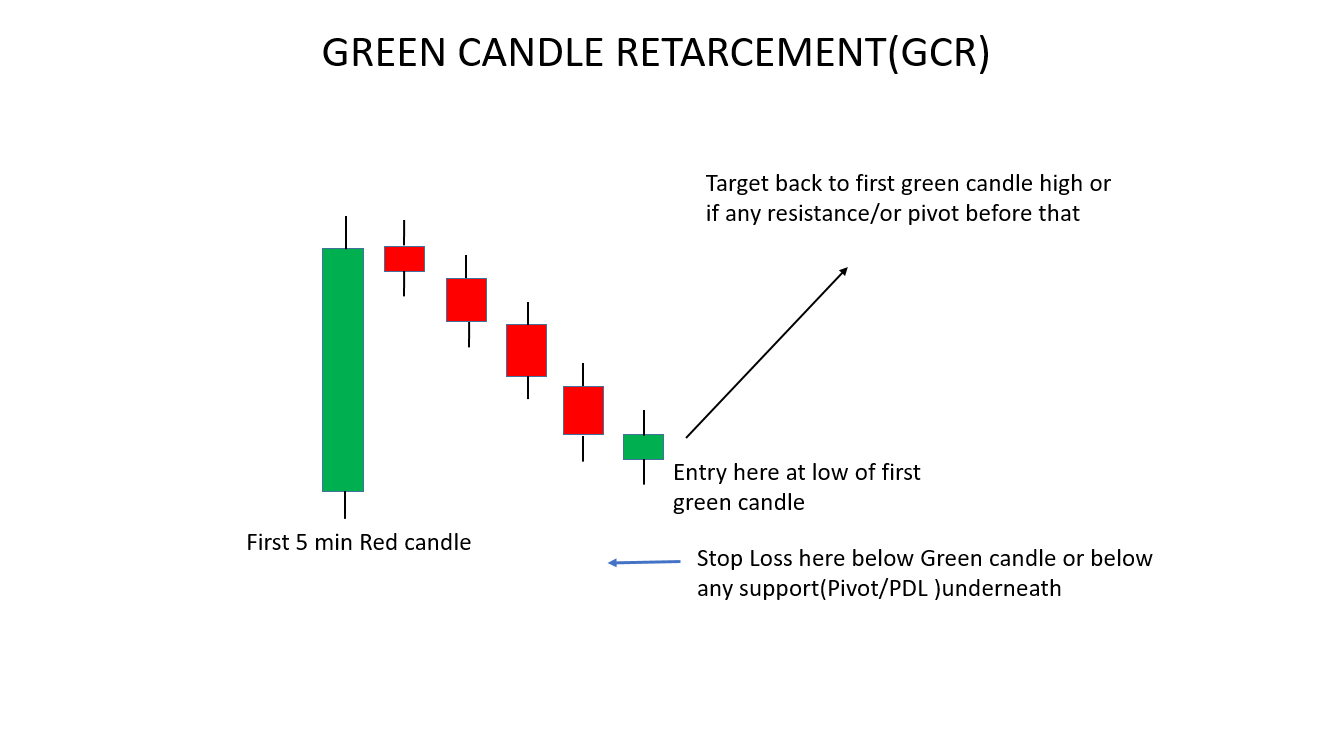 GREEN CANDLE RETARCEMENT(GCR)
Target back to first green candle high or
if any resistance/or pivot before that
Entry here at low of first
green candle
First 5 min Red candle
Stop Loss here below Green candle or below
any support(Pivot/PDL )underneath